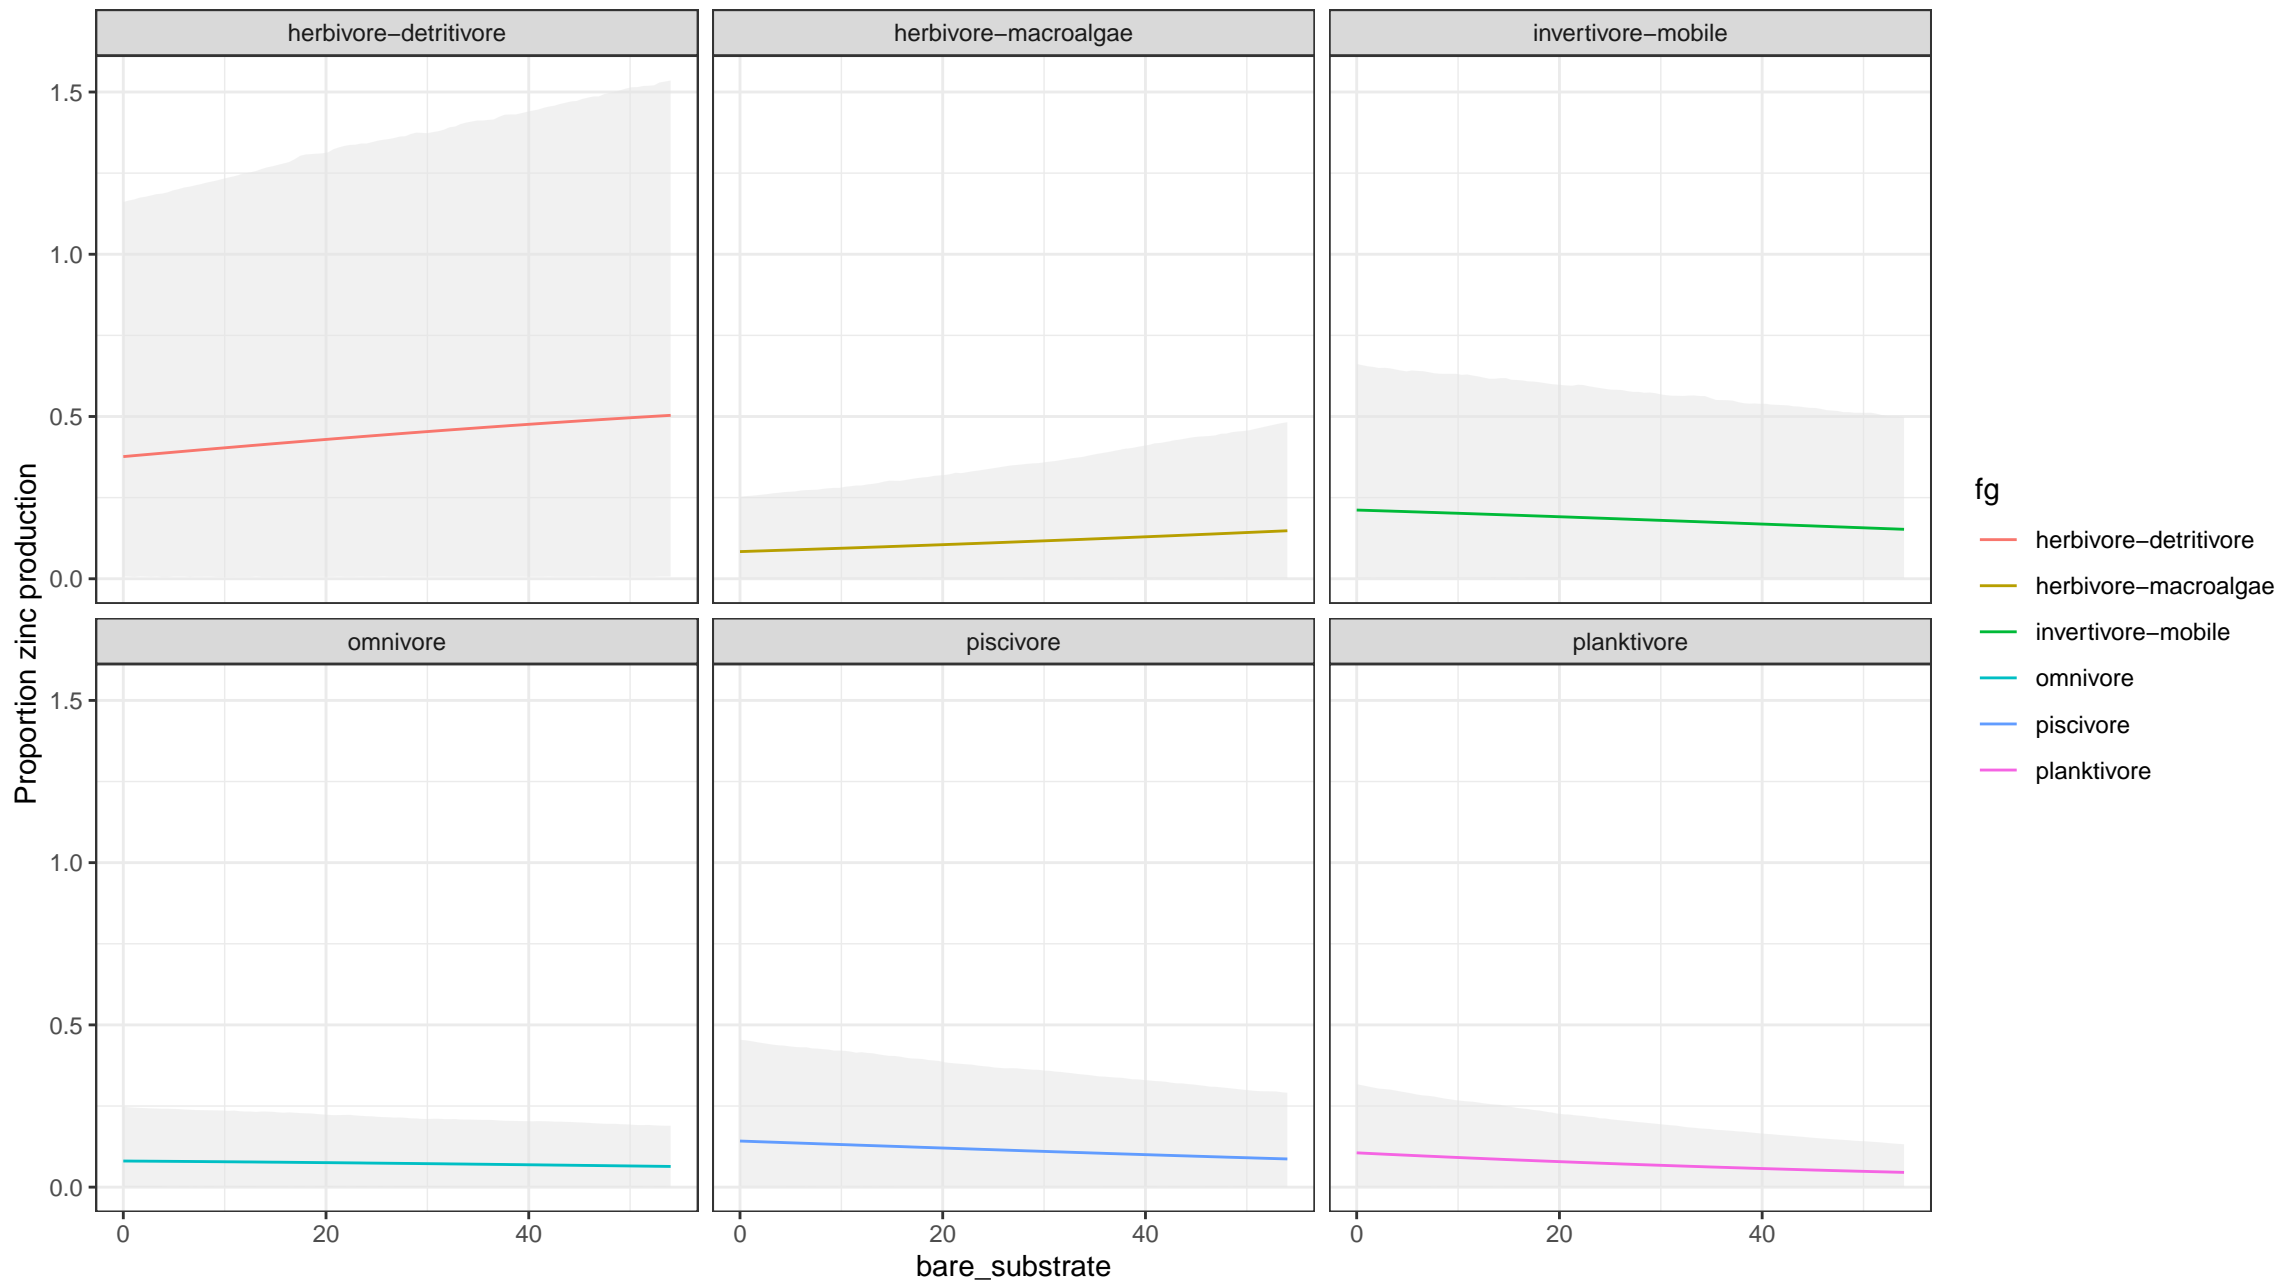 herbivore−detritivore
herbivore−macroalgae
invertivore−mobile
1.5
1.0
0.5
0.0
omnivore
piscivore
planktivore
1.5
1.0
0.5
0.0
0
20
40
0
20
40
0
20
40
bare_substrate
Proportion zinc production
fg
herbivore−detritivore
herbivore−macroalgae
invertivore−mobile
omnivore
piscivore
planktivore